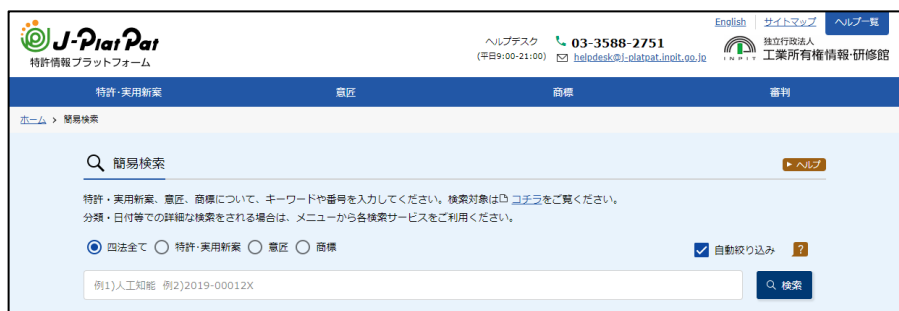 English サイトマップ ヘルプ一覧
J-PlatPat
特許情報プラットフォーム
ヘルプデスク 03-3588-2751
(平日9:00-21:00) helpdesk@j-platpat.inpit.go.jp
INPIT
独立行政法人
工業所有権情報・研修館
特許・実用新案 意匠 商標 審判
ホーム > 簡易検索
簡易検索
ヘルプ
特許・実用新案、意匠、商標について、キーワードや番号を入力してください。検索対象は コチラをご覧ください。
分類・日付等での詳細な検索をされる場合は、メニューから各検索サービスをご利用ください。
四法全て 特許・実用新案 意匠 商標
自動絞り込み ?
例1)人工知能 例2)2019-00012X
検索